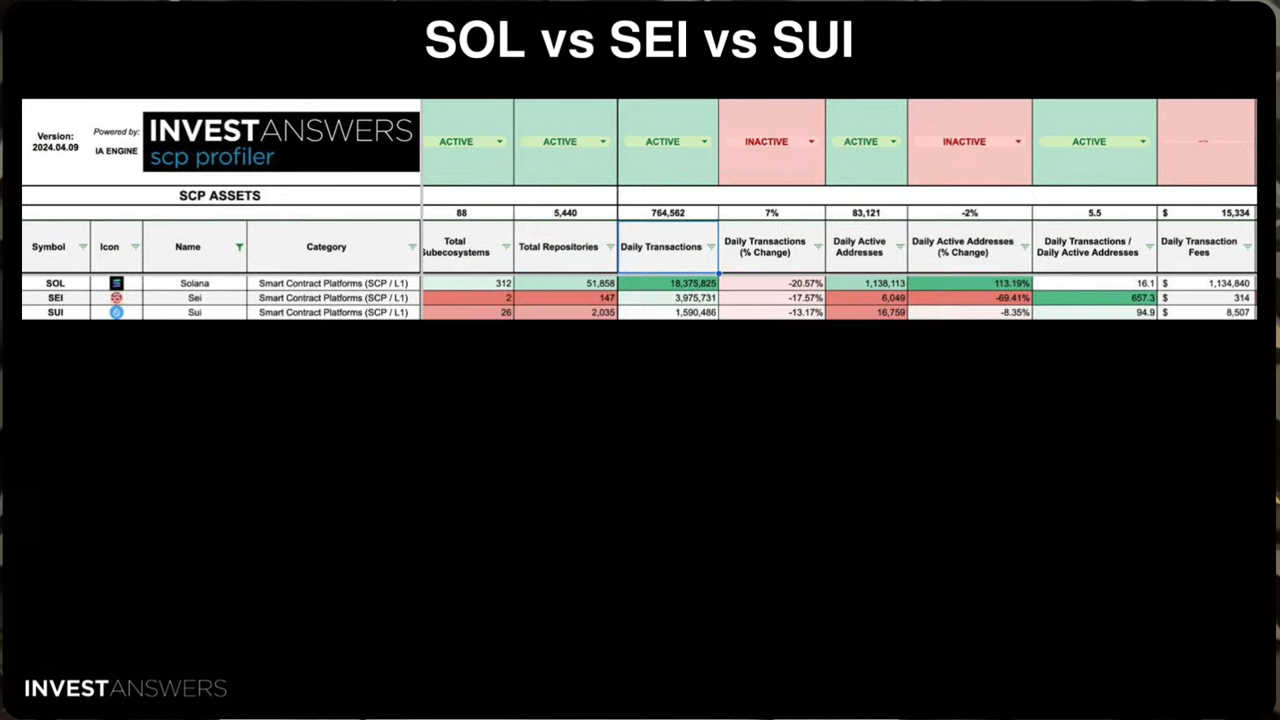 SOL vs SEI vs SUI
Version: 2024.04.09
Powered by: IA ENGINE
INVESTANSWERS
scp profiler
ACTIVE ACTIVE ACTIVE INACTIVE ACTIVE INACTIVE ACTIVE
SCP ASSETS
88 5,440 764,562 7% 83,121 -2% 5.5 $ 15,334
Symbol Icon Name Category Total Subecosystems Total Repositories Daily Transactions Daily Transactions (% Change) Daily Active Addresses Daily Active Addresses (% Change) Daily Transactions / Daily Active Addresses Daily Transaction Fees
SOL Solana Smart Contract Platforms (SCP / L1) 312 51,858 18,375,825 -20.57% 1,138,113 113.19% 16.1 $ 1,134,840
SEI Sei Smart Contract Platforms (SCP / L1) 2 147 3,975,731 -17.57% 6,049 -69.41% 657.3 $ 314
SUI Sui Smart Contract Platforms (SCP / L1) 26 2,035 1,590,486 -13.17% 16,759 -8.35% 94.9 $ 8,507
INVESTANSWERS